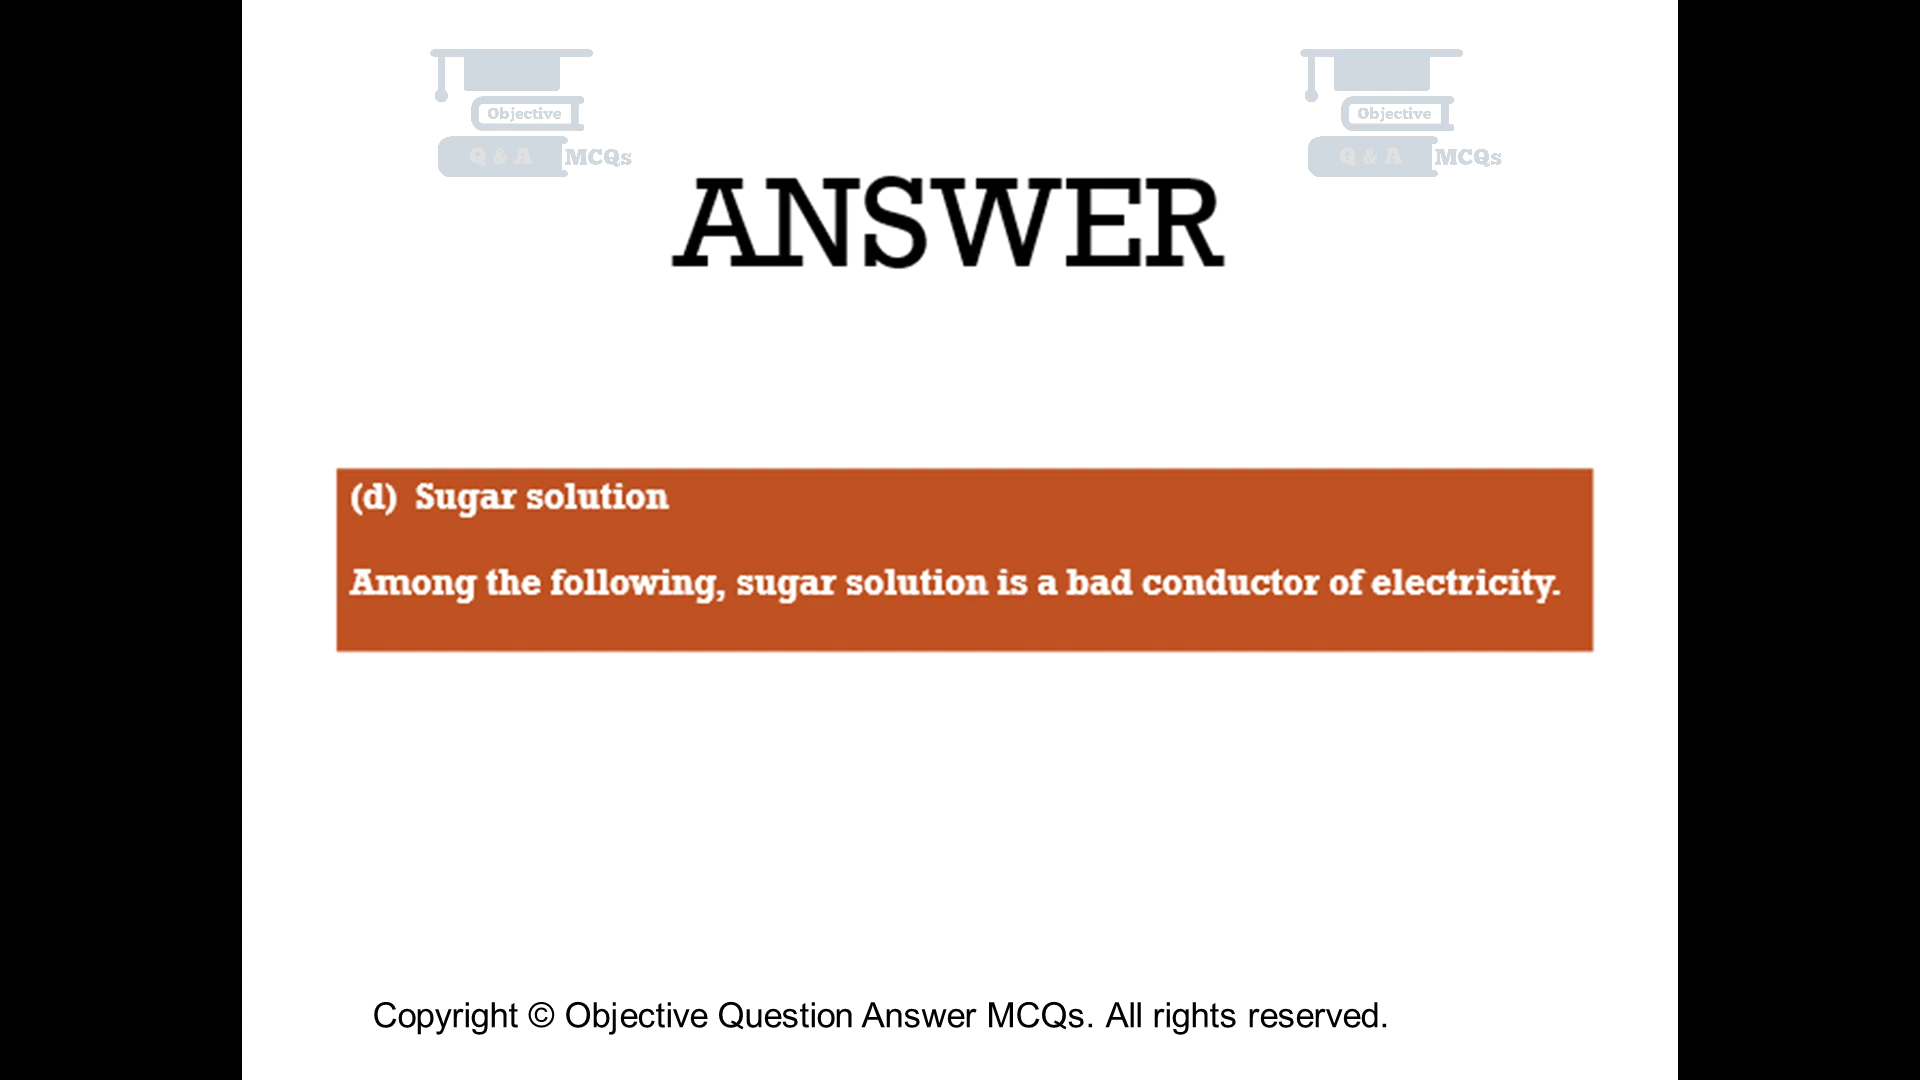 Objective
Q & A MCQs
Objective
Q & A MCQs
ANSWER
(d) Sugar solution
Among the following, sugar solution is a bad conductor of electricity.
Copyright © Objective Question Answer MCQs. All rights reserved.